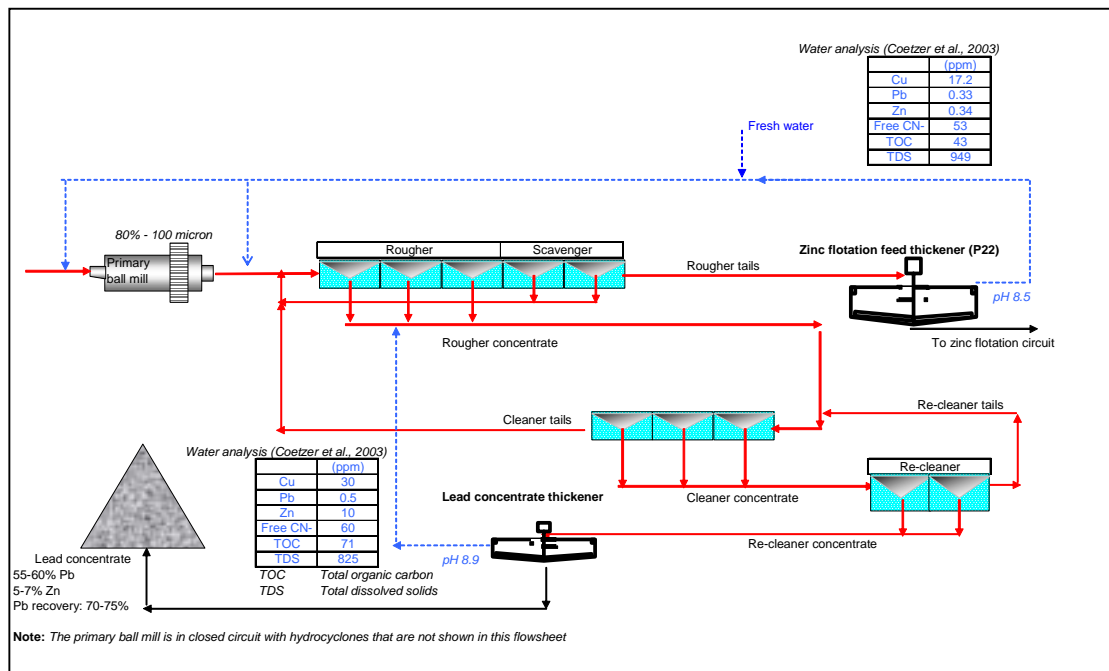 Water analysis (Coetzer et al., 2003)
(ppm)
Cu 17.2
Pb 0.33
Zn 0.34
Free CN- 53
TOC 43
TDS 949
Fresh water
80% - 100 micron
Primary
ball mill
Rougher Scavenger
Rougher tails
Zinc flotation feed thickener (P22)
pH 8.5
To zinc flotation circuit
Rougher concentrate
Cleaner tails
Re-cleaner tails
Water analysis (Coetzer et al., 2003)
(ppm)
Cu 30
Pb 0.5
Zn 10
Free CN- 60
TOC 71
TDS 825
TOC Total organic carbon
TDS Total dissolved solids
Re-cleaner
Cleaner concentrate
Lead concentrate thickener
Re-cleaner concentrate
pH 8.9
Lead concentrate
55-60% Pb
5-7% Zn
Pb recovery: 70-75%
Note: The primary ball mill is in closed circuit with hydrocyclones that are not shown in this flowsheet